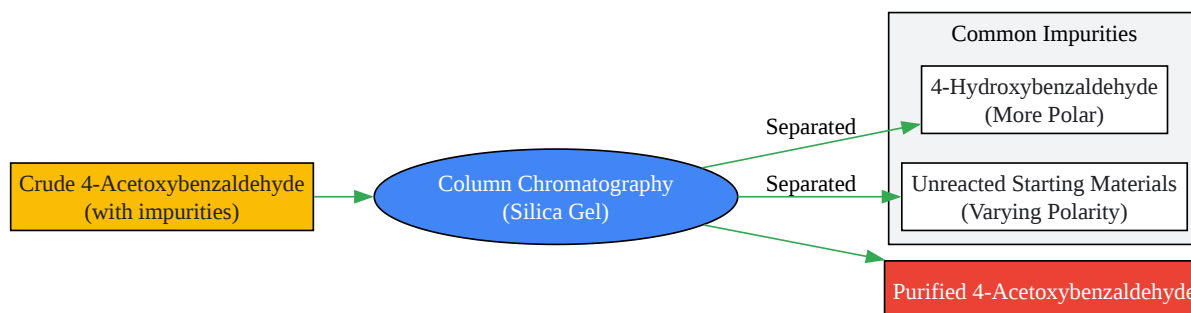 Common Impurities
4-Hydroxybenzaldehyde
(More Polar)
Separated
Crude 4-Acetoxybenzaldehyde
(with impurities)
Column Chromatography
(Silica Gel)
Separated
Unreacted Starting Materials
(Varying Polarity)
Purified 4-Acetoxybenzaldehyde